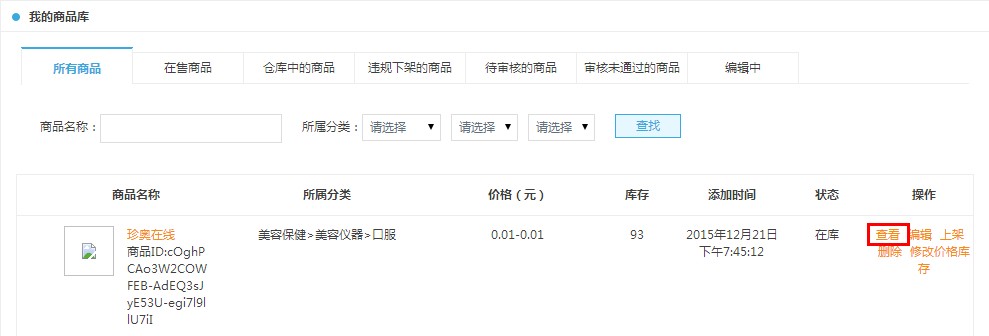 我的商品库
所有商品 在售商品 仓库中的商品 违规下架的商品 待审核的商品 审核未通过的商品 编辑中
商品名称： 所属分类： 请选择 请选择 请选择 查找
商品名称 所属分类 价格（元） 库存 添加时间 状态 操作
珍奥在线 美容保健>美容仪器>口服 0.01-0.01 93 2015年12月21日 在库 查看 编辑 上架
商品ID:cOghP 下午7:45:12 删除 修改价格库
CAo3W2COW 存
FEB-AdEQ3sJ
yE53U-egi7l9l
lU7iI